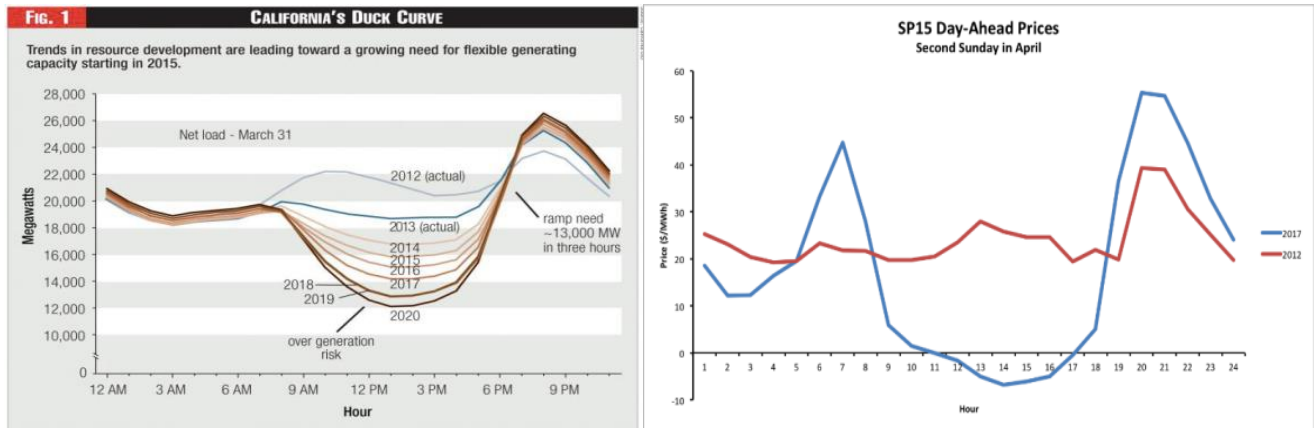 FIG. 1
CALIFORNIA'S DUCK CURVE
Trends in resource development are leading toward a growing need for flexible generating
capacity starting in 2015.
28,000
26,000
24,000
22,000
20,000
18,000
16,000
14,000
12,000
10,000
0
Megawatts
Net load - March 31
2012 (actual)
2013 (actual)
2014
2015
2016
2017
2018
2019
2020
ramp need
~13,000 MW
in three hours
over generation
risk
12 AM 3 AM 6 AM 9 AM 12 PM 3 PM 6 PM 9 PM
Hour
SP15 Day-Ahead Prices
Second Sunday in April
60
50
40
30
20
10
0
-10
Price ($/MWh)
1 2 3 4 5 6 7 8 9 10 11 12 13 14 15 16 17 18 19 20 21 22 23 24
Hour
2017
2012